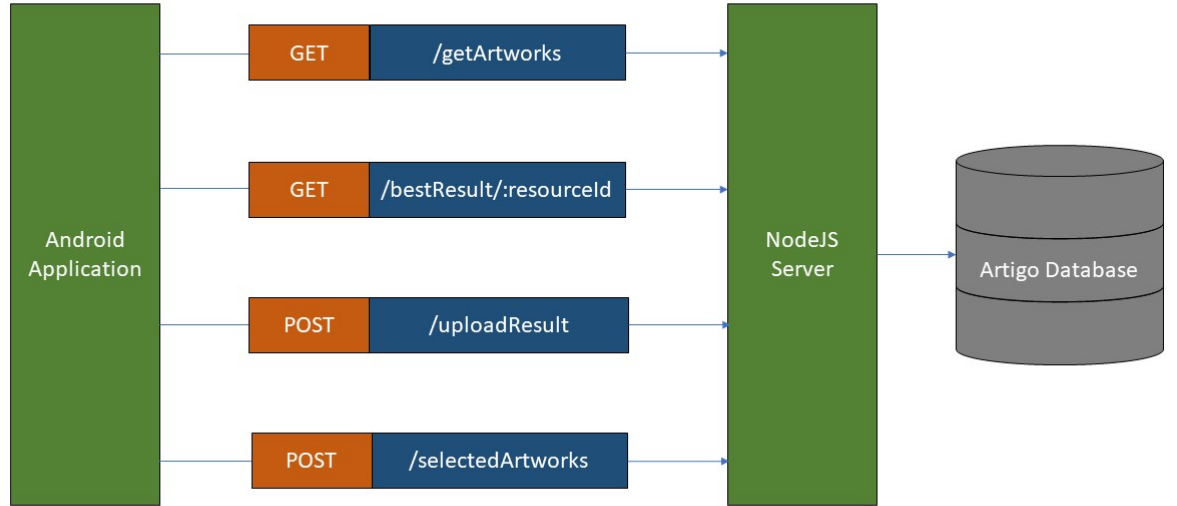 Android
Application
GET /getArtworks
GET /bestResult/:resourceId
POST /uploadResult
POST /selectedArtworks
NodeJS
Server
Artigo Database